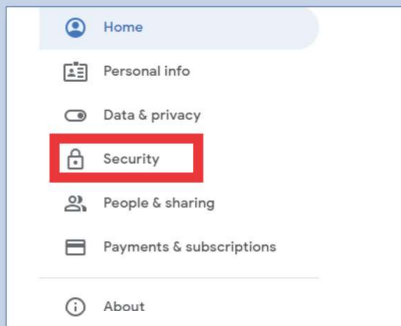 Home
Personal info
Data & privacy
Security
People & sharing
Payments & subscriptions
About